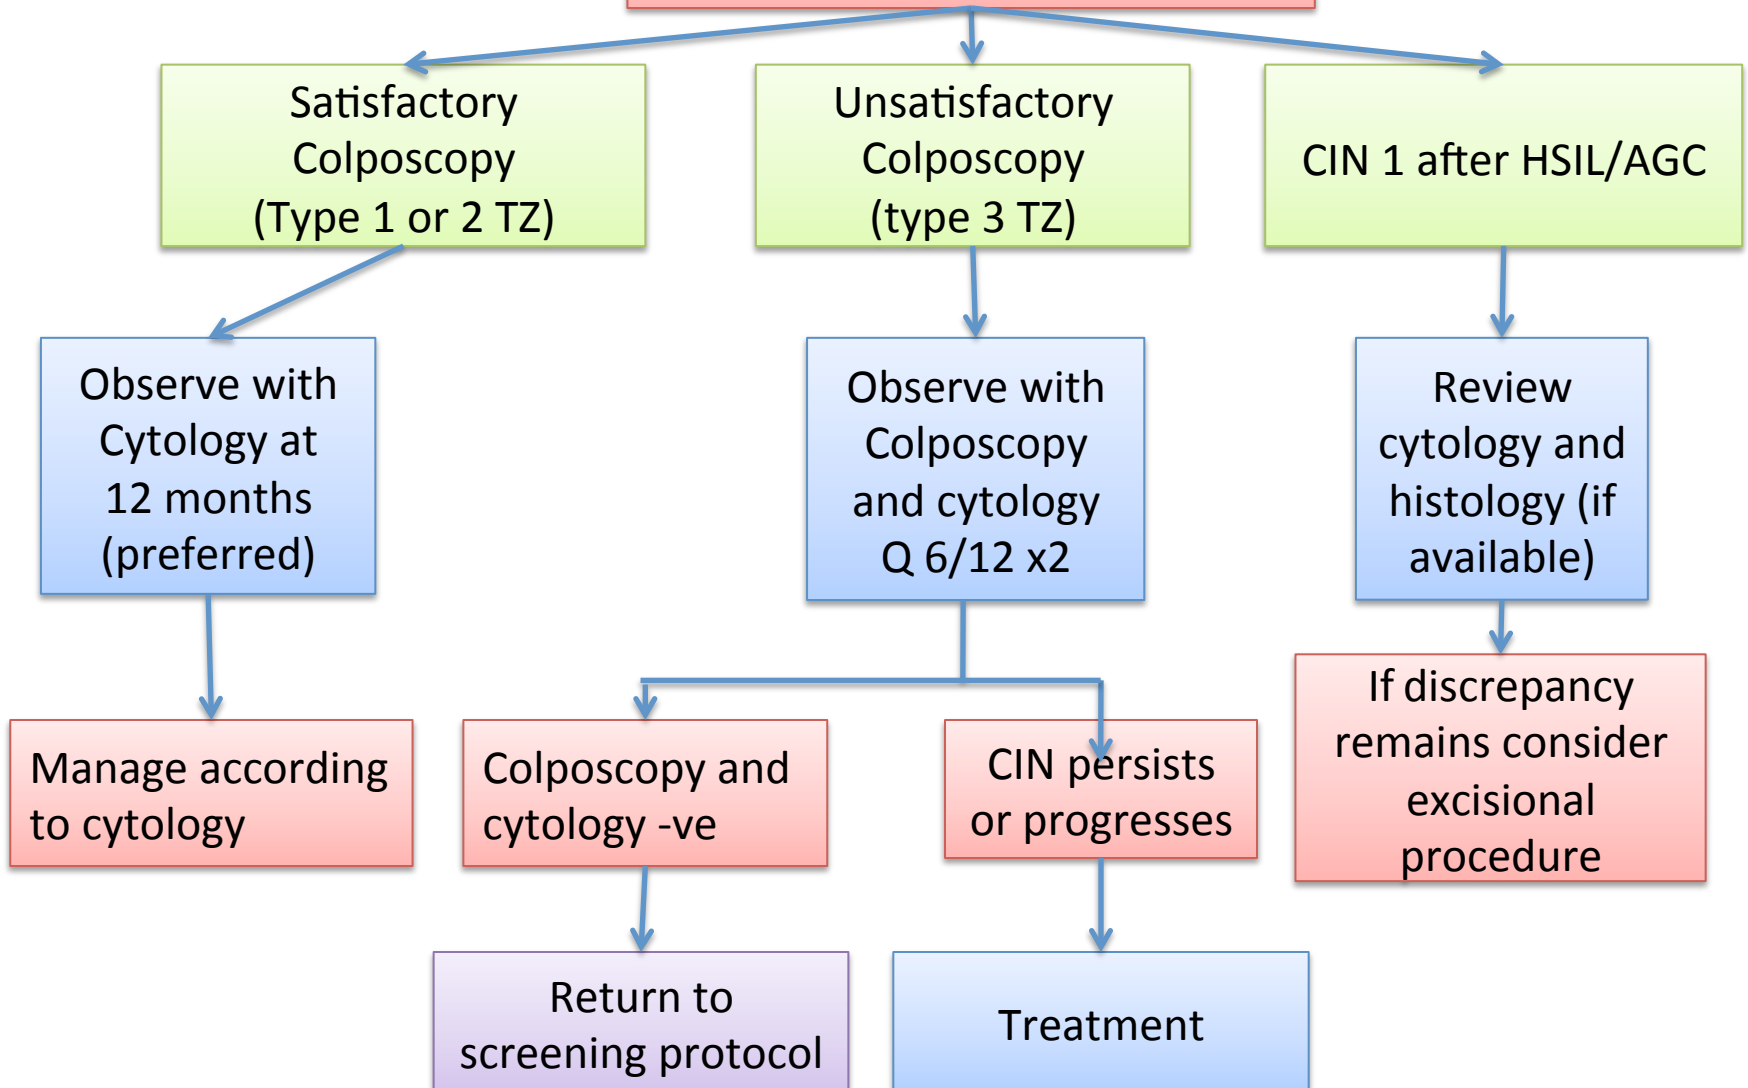 Satisfactory
Colposcopy
(Type 1 or 2 TZ)
Unsatisfactory
Colposcopy
(type 3 TZ)
CIN 1 after HSIL/AGC
Observe with
Cytology at
12 months
(preferred)
Observe with
Colposcopy
and cytology
Q 6/12 x2
Review
cytology and
histology (if
available)
Manage according
to cytology
Colposcopy and
cytology -ve
CIN persists
or progresses
If discrepancy
remains consider
excisional
procedure
Return to
screening protocol
Treatment